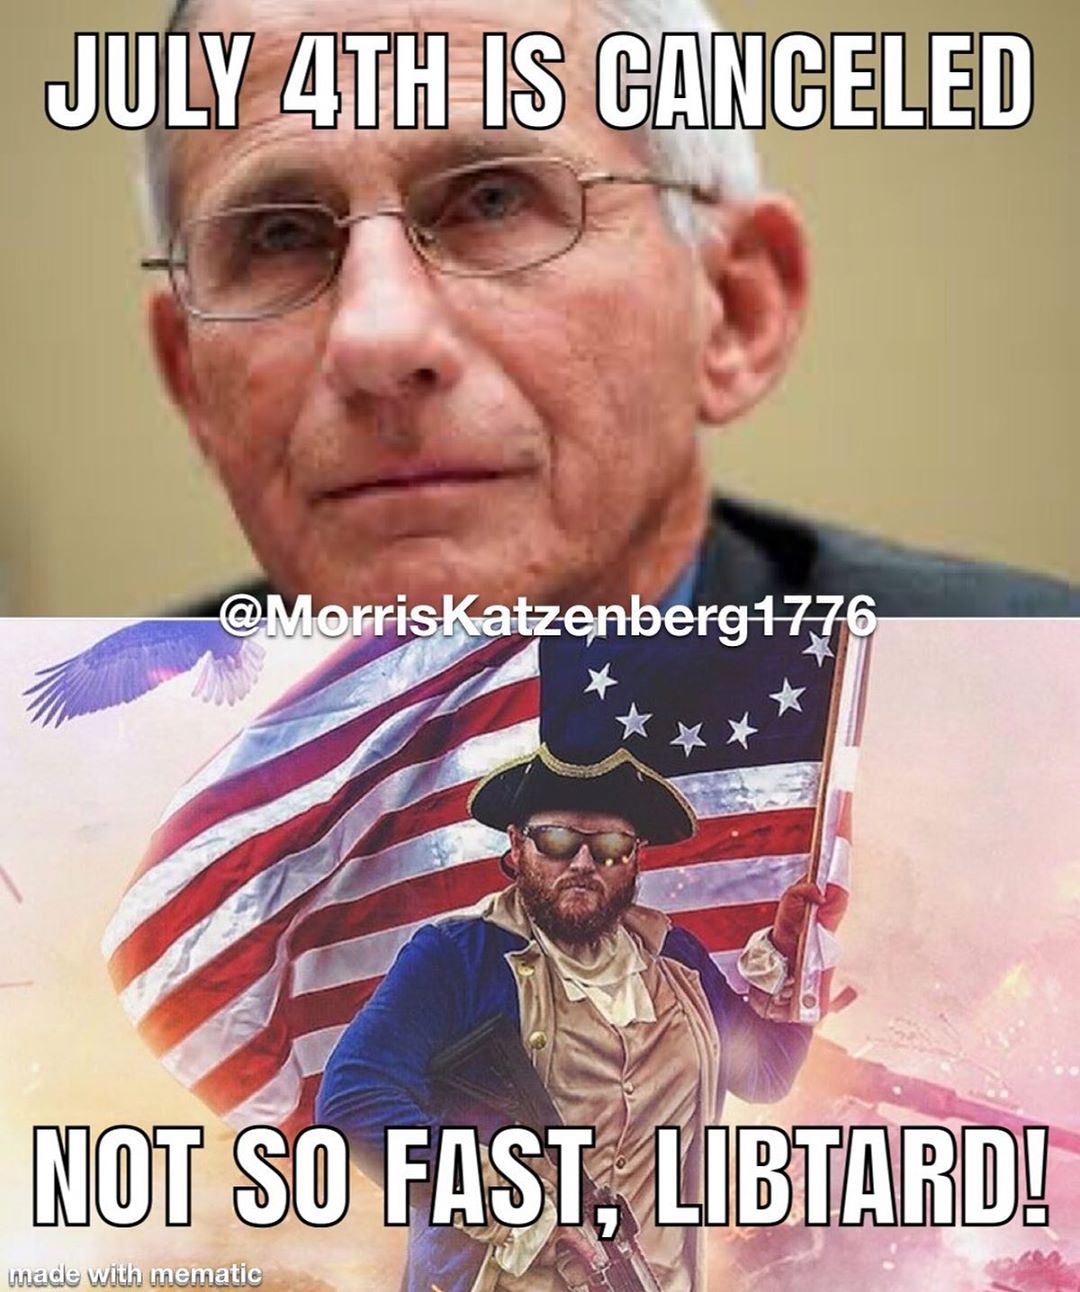 JULY 4TH IS CANCELED
@MorrisKatzenberg1776
NOT SO FAST, LIBTARD!
made with mematic